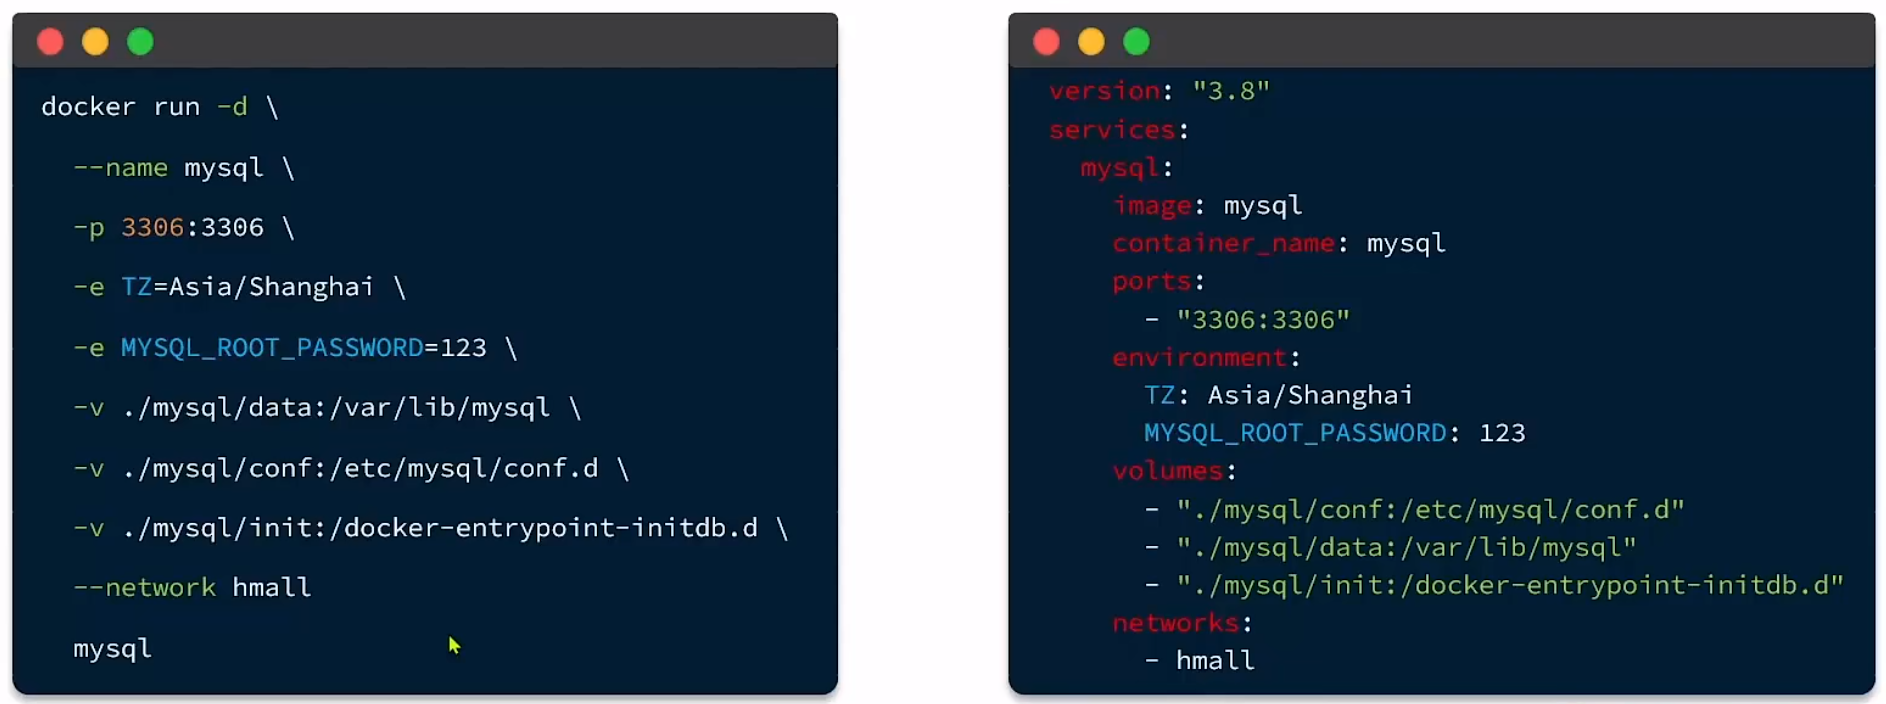 docker run -d \
--name mysql \
-p 3306:3306 \
-e TZ=Asia/Shanghai \
-e MYSQL_ROOT_PASSWORD=123 \
-v ./mysql/data:/var/lib/mysql \
-v ./mysql/conf:/etc/mysql/conf.d \
-v ./mysql/init:/docker-entrypoint-initdb.d \
--network hmall
mysql
version: "3.8"
services:
mysql:
image: mysql
container_name: mysql
ports:
- "3306:3306"
environment:
TZ: Asia/Shanghai
MYSQL_ROOT_PASSWORD: 123
volumes:
- "./mysql/conf:/etc/mysql/conf.d"
- "./mysql/data:/var/lib/mysql"
- "./mysql/init:/docker-entrypoint-initdb.d"
networks:
- hmall